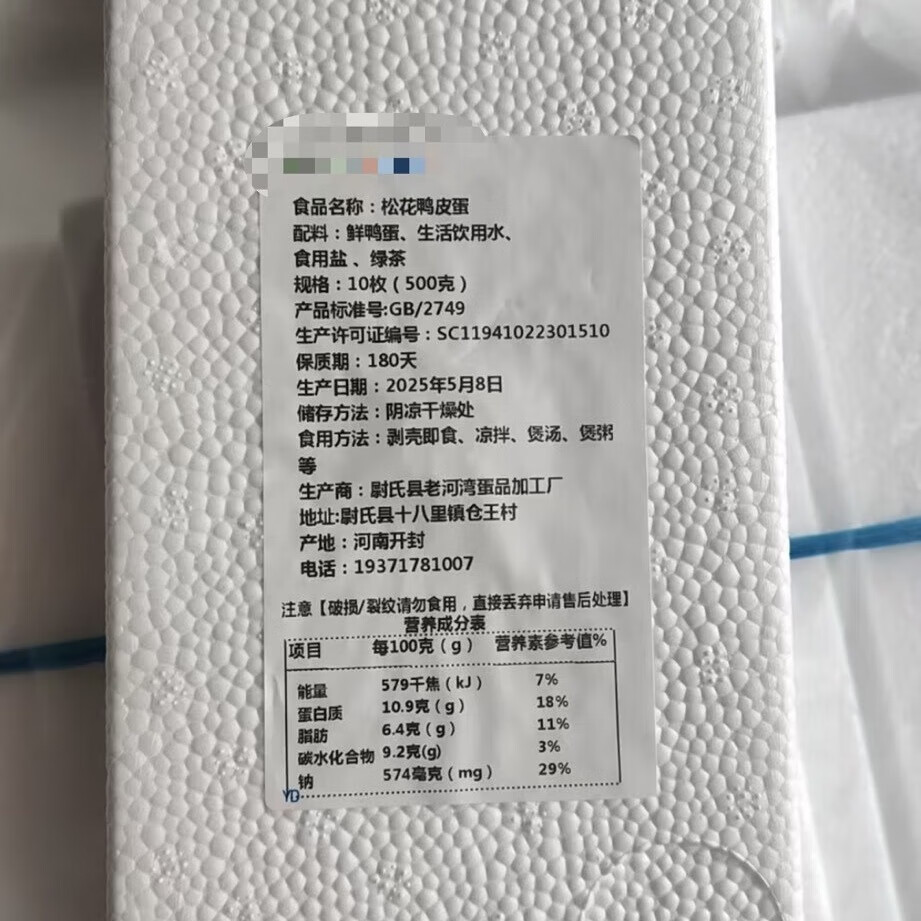 食品名称：松花鸭皮蛋
配料：鲜鸭蛋、生活饮用水、
食用盐 、绿茶
规格：10枚（500克）
产品标准号:GB/2749
生产许可证编号：SC11941022301510
保质期：180天
生产日期：2025年5月8日
储存方法：阴凉干燥处
食用方法：剥壳即食、凉拌、煲汤、煲粥
等
生产商：尉氏县老河湾蛋品加工厂
地址:尉氏县十八里镇仓王村
产地：河南开封
电话：19371781007
注意【破损/裂纹请勿食用，直接丢弃申请售后处理】
营养成分表
项目 每100克（g） 营养素参考值%
能量 579千焦（kJ） 7%
蛋白质 10.9克（g） 18%
脂肪 6.4克（g） 11%
碳水化合物 9.2克(g) 3%
钠 574毫克（mg） 29%
YD